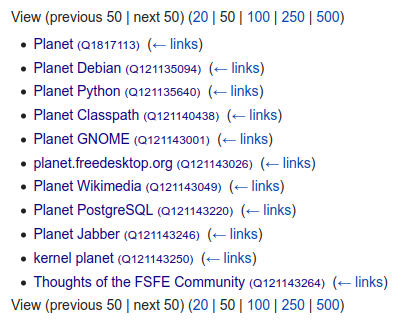 View (previous 50 | next 50) (20 | 50 | 100 | 250 | 500)
• Planet (Q1817113) (← links)
• Planet Debian (Q121135094) (← links)
• Planet Python (Q121135640) (← links)
• Planet Classpath (Q121140438) (← links)
• Planet GNOME (Q121143001) (← links)
• planet.freedesktop.org (Q121143026) (← links)
• Planet Wikimedia (Q121143049) (← links)
• Planet PostgreSQL (Q121143220) (← links)
• Planet Jabber (Q121143246) (← links)
• kernel planet (Q121143250) (← links)
• Thoughts of the FSFE Community (Q121143264) (← links)
View (previous 50 | next 50) (20 | 50 | 100 | 250 | 500)